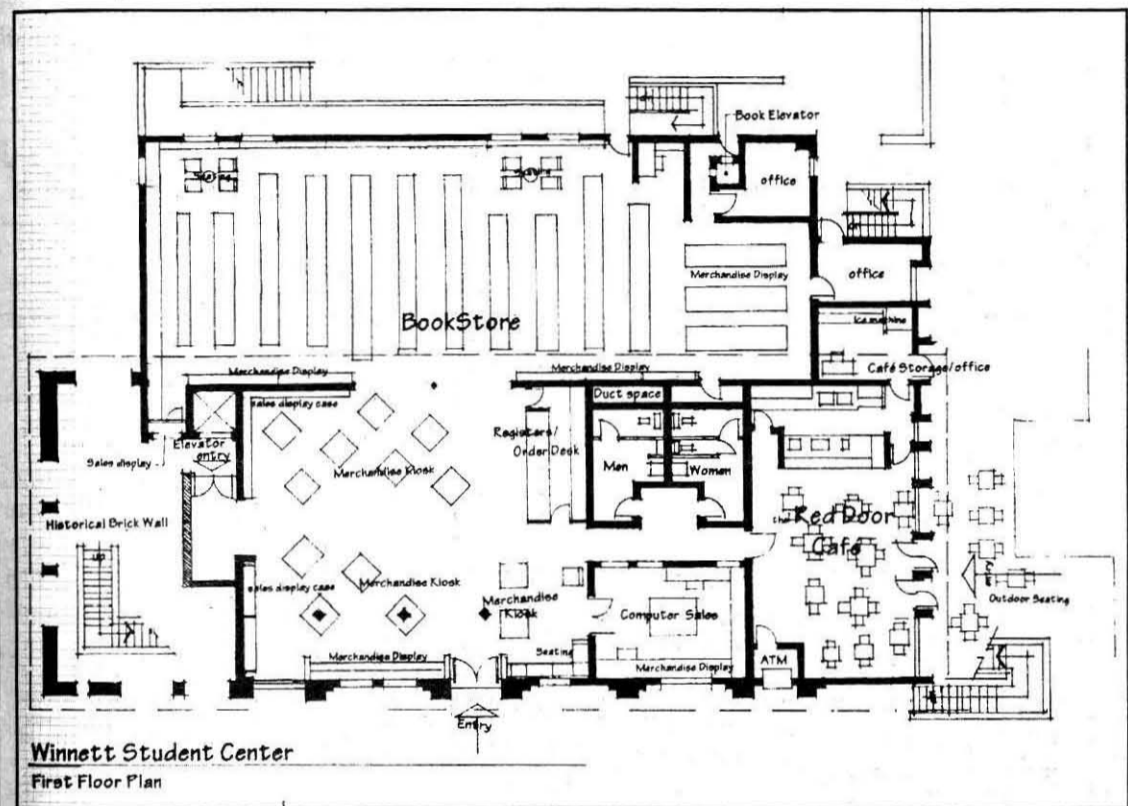 Book Elevator
Seating
Seating
office
Merchandise Display
office
BookStore
Ice machine
Café Storage/office
Merchandise Display
Merchandise Display
sales display case
Duct space
Elevator
entry
Registers/
Order Desk
Sales display
Merchandise Kiosk
Men
Women
Historical Brick Wall
the Red Door
Café
UP
sales display case
Merchandise Kiosk
Merchandise
Kiosk
Computer Sales
Outdoor Seating
Merchandise Display
Seating
Merchandise Display
ATM
Entry
Winnett Student Center
First Floor Plan